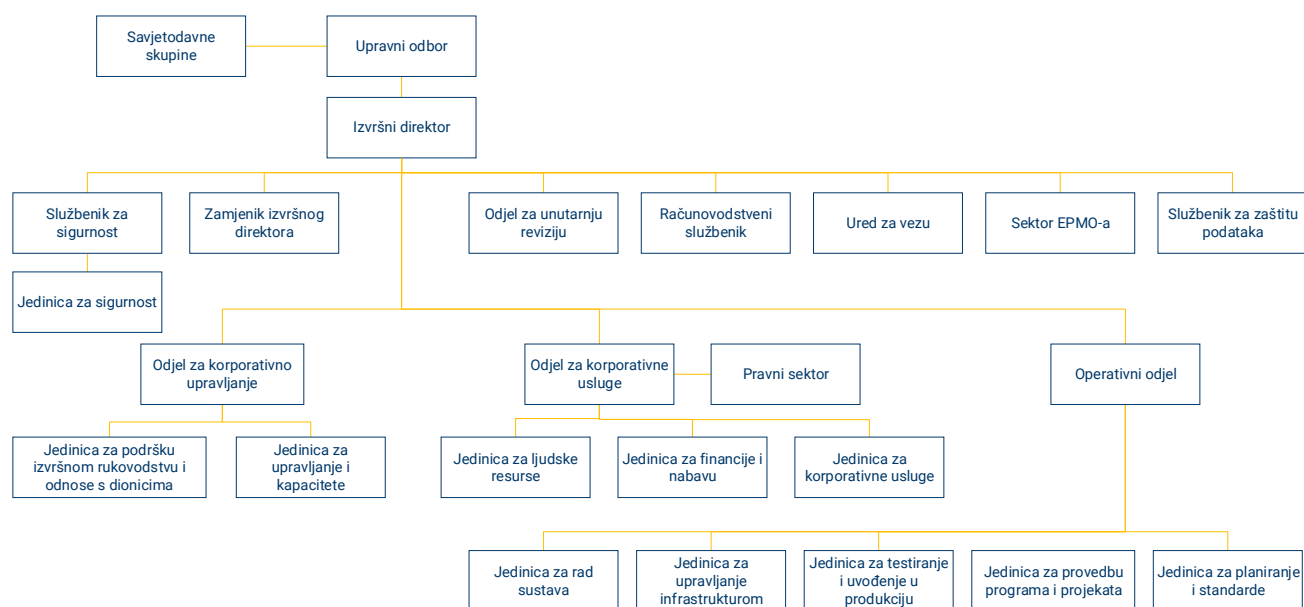 Savjetodavne
skupine
Upravni odbor
Izvršni direktor
Službenik za
sigurnost
Zamjenik izvršnog
direktora
Odjel za unutarnju
reviziju
Računovodstveni
službenik
Ured za vezu
Sektor EPMO-a
Službenik za zaštitu
podataka
Jedinica za sigurnost
Odjel za korporativno
upravljanje
Odjel za korporativne
usluge
Pravni sektor
Operativni odjel
Jedinica za podršku
izvršnom rukovodstvu i
odnose s dionicima
Jedinica za
upravljanje i
kapacitete
Jedinica za ljudske
resurse
Jedinica za financije i
nabavu
Jedinica za
korporativne usluge
Jedinica za rad
sustava
Jedinica za
upravljanje
infrastrukturom
Jedinica za testiranje
i uvođenje u
produkciju
Jedinica za provedbu
programa i projekata
Jedinica za planiranje
i standarde